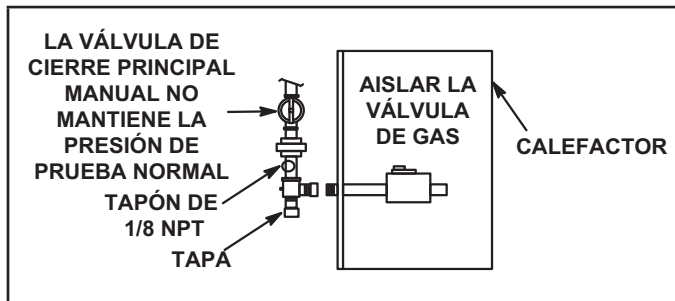 LA VÁLVULA DE
CIERRE PRINCIPAL
MANUAL NO
MANTIENE LA
PRESIÓN DE
PRUEBA NORMAL
TAPÓN DE
1/8 NPT
TAPA
AISLAR LA
VÁLVULA
DE GAS
CALEFACTOR